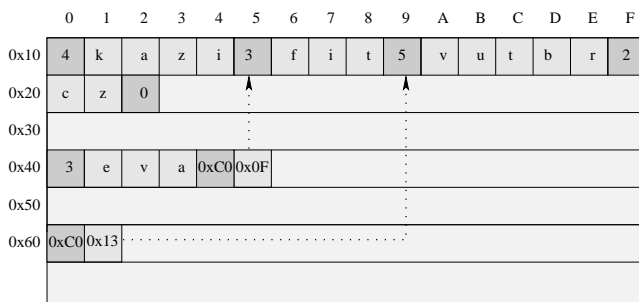 0 1 2 3 4 5 6 7 8 9 A B C D E F
0x10 4 k a z i 3 f i t 5 v u t b r 2
0x20 c z 0
0x30
0x40 3 e v a 0xC0 0x0F
0x50
0x60 0xC0 0x13